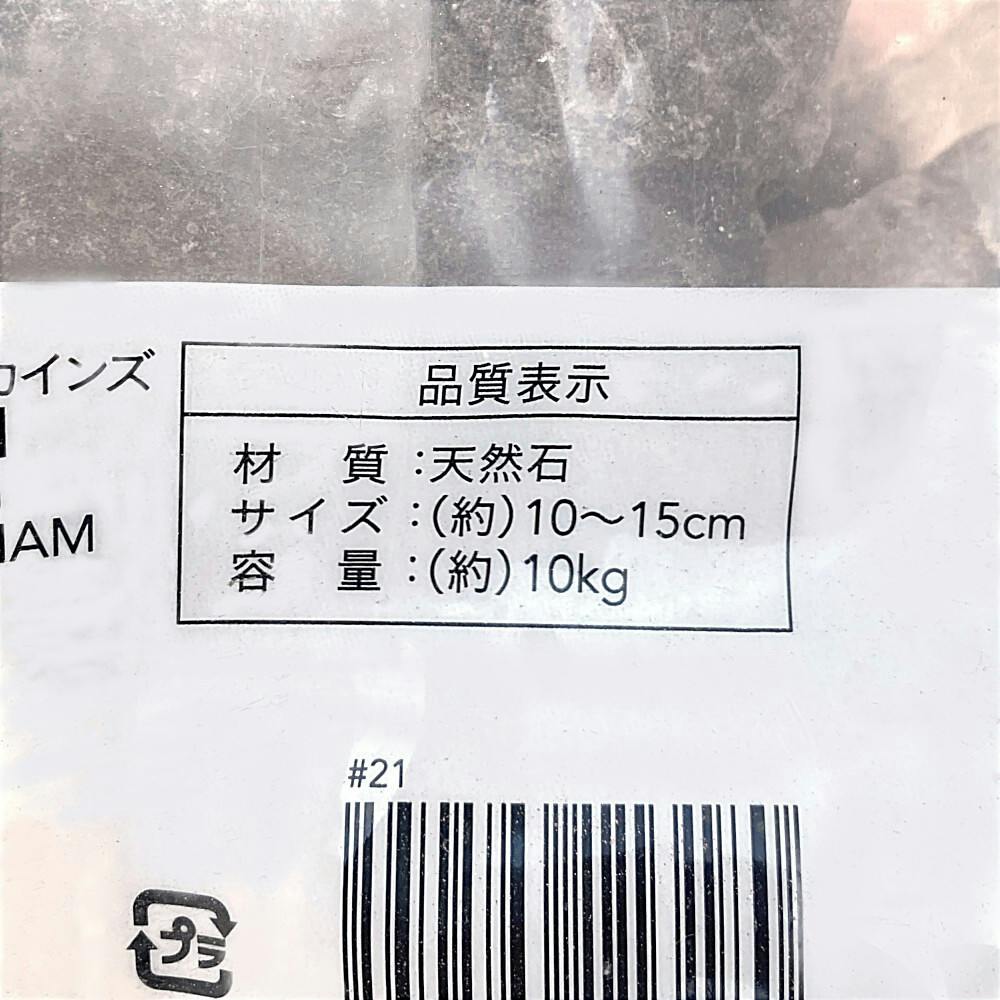 カインズ
品質表示
材　質：天然石
サイズ：（約）10～15cm
容　量：（約）10kg
AM
#21
プラ